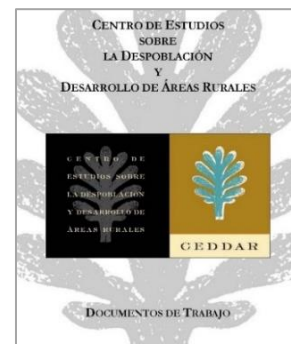 CENTRO DE ESTUDIOS
SOBRE
LA DESPOBLACIÓN
Y
DESARROLLO DE ÁREAS RURALES
CENTRO DE
ESTUDIOS SOBRE
LA DESPOBLACIÓN
Y DESARROLLO DE
ÁREAS RURALES
CEDDAR
DOCUMENTOS DE TRABAJO